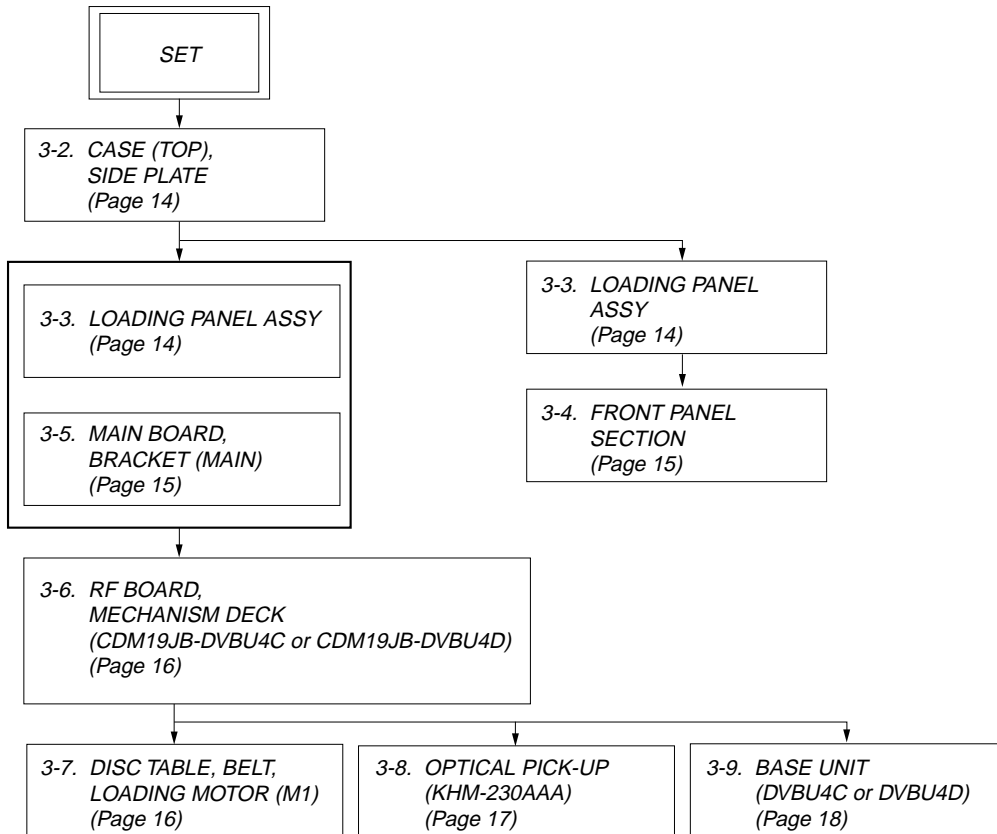 SET
3-2. CASE (TOP),
SIDE PLATE
(Page 14)
3-3. LOADING PANEL ASSY
(Page 14)
3-5. MAIN BOARD,
BRACKET (MAIN)
(Page 15)
3-3. LOADING PANEL
ASSY
(Page 14)
3-4. FRONT PANEL
SECTION
(Page 15)
3-6. RF BOARD,
MECHANISM DECK
(CDM19JB-DVBU4C or CDM19JB-DVBU4D)
(Page 16)
3-7. DISC TABLE, BELT,
LOADING MOTOR (M1)
(Page 16)
3-8. OPTICAL PICK-UP
(KHM-230AAA)
(Page 17)
3-9. BASE UNIT
(DVBU4C or DVBU4D)
(Page 18)